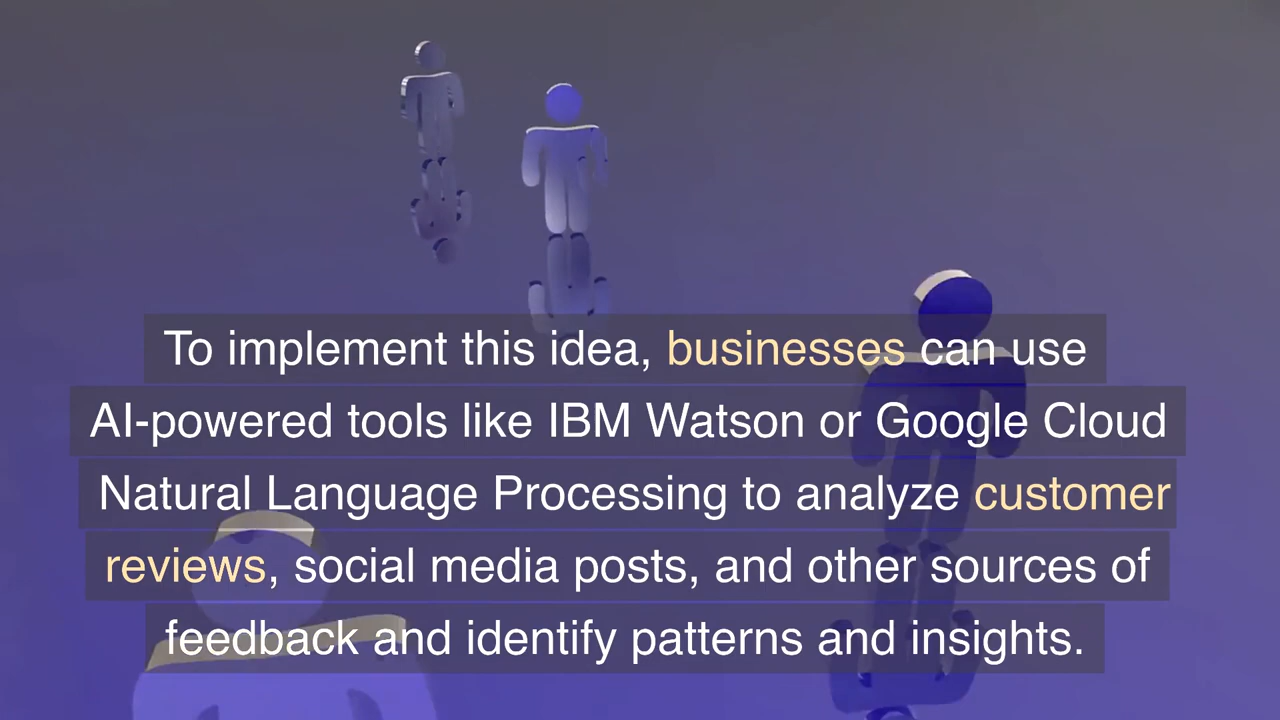 To implement this idea, businesses can use
AI-powered tools like IBM Watson or Google Cloud
Natural Language Processing to analyze customer
reviews, social media posts, and other sources of
feedback and identify patterns and insights.